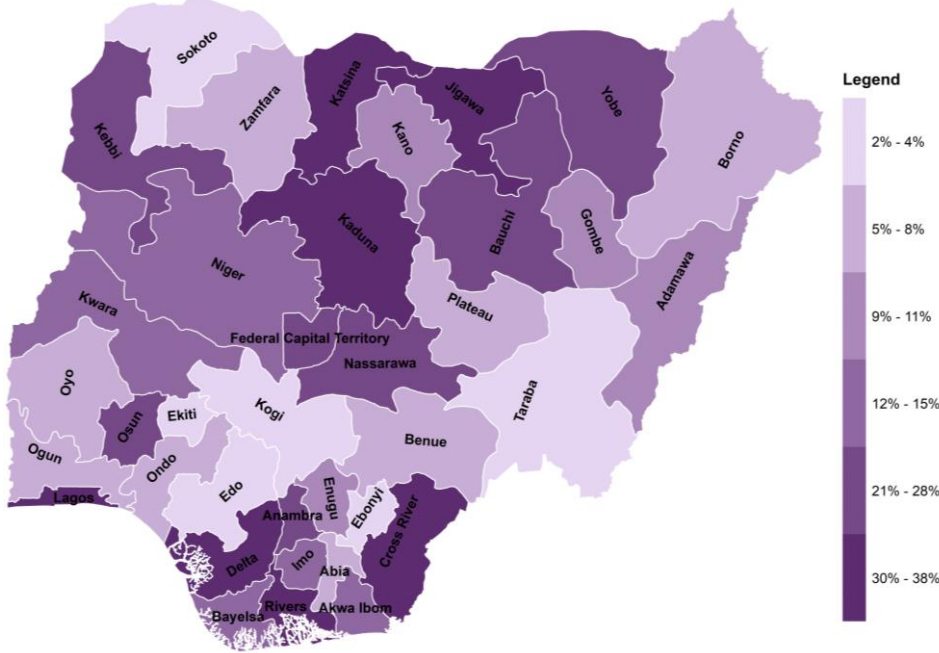 Sokoto
Zamfara
Katsina
Jigawa
Yobe
Borno
Kebbi
Kano
Legend
2% - 4%
5% - 8%
9% - 11%
12% - 15%
21% - 28%
30% - 38%
Kaduna
Bauchi
Gombe
Adamawa
Niger
Plateau
Kwara
Federal Capital Territory
Nassarawa
Oyo
Osun
Ekiti
Kogi
Taraba
Benue
Ogun
Ondo
Edo
Enugu
Ebonyi
Lagos
Anambra
Cross River
Delta
Imo
Abia
Bayelsa
Rivers
Akwa Ibom